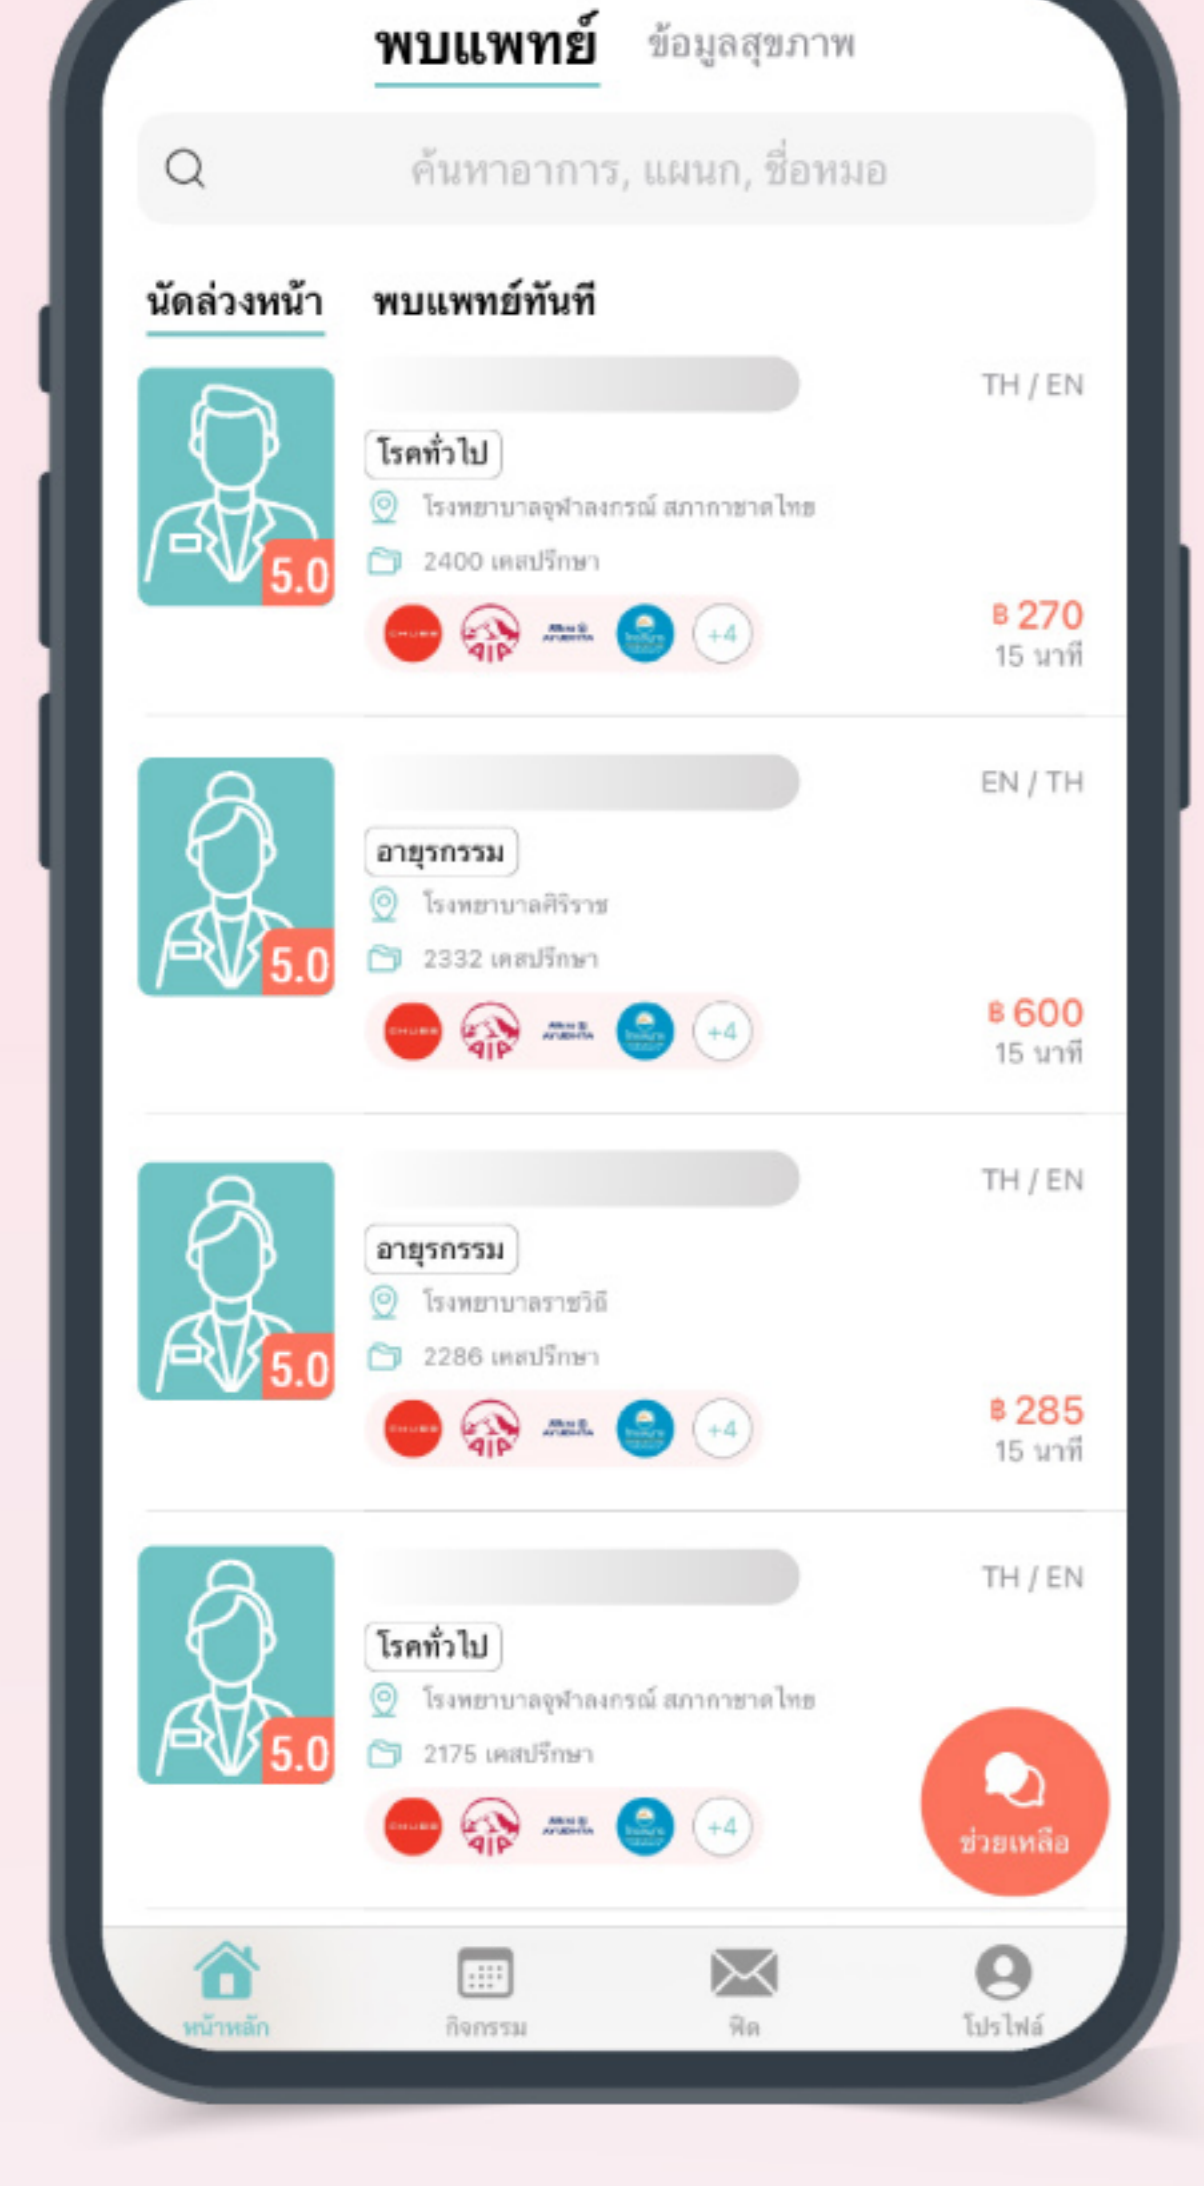 พบแพทย์ ข้อมูลสุขภาพ
ค้นหาอาการ, แผนก, ชื่อหมอ
นัดล่วงหน้า พบแพทย์ทันที
TH / EN
โรคทั่วไป
โรงพยาบาลจุฬาลงกรณ์ สภากาชาดไทย
5.0
2400 เคสปรึกษา
฿ 270
CHUBB AIA +4
15 นาที
EN / TH
อายุรกรรม
โรงพยาบาลศิริราช
5.0
2332 เคสปรึกษา
฿ 600
CHUBB AIA +4
15 นาที
TH / EN
อายุรกรรม
โรงพยาบาลราชวิถี
5.0
2286 เคสปรึกษา
฿ 285
CHUBB AIA +4
15 นาที
TH / EN
โรคทั่วไป
โรงพยาบาลจุฬาลงกรณ์ สภากาชาดไทย
5.0
2175 เคสปรึกษา
CHUBB AIA +4
ช่วยเหลือ
หน้าหลัก กิจกรรม ฟีด โปรไฟล์